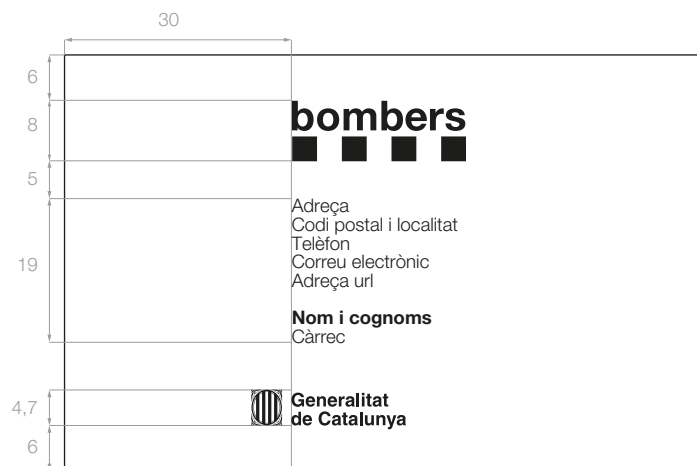 30
6
8
bombers
5
19
Adreça
Codi postal i localitat
Telèfon
Correu electrònic
Adreça url
Nom i cognoms
Càrrec
4,7
Generalitat
de Catalunya
6